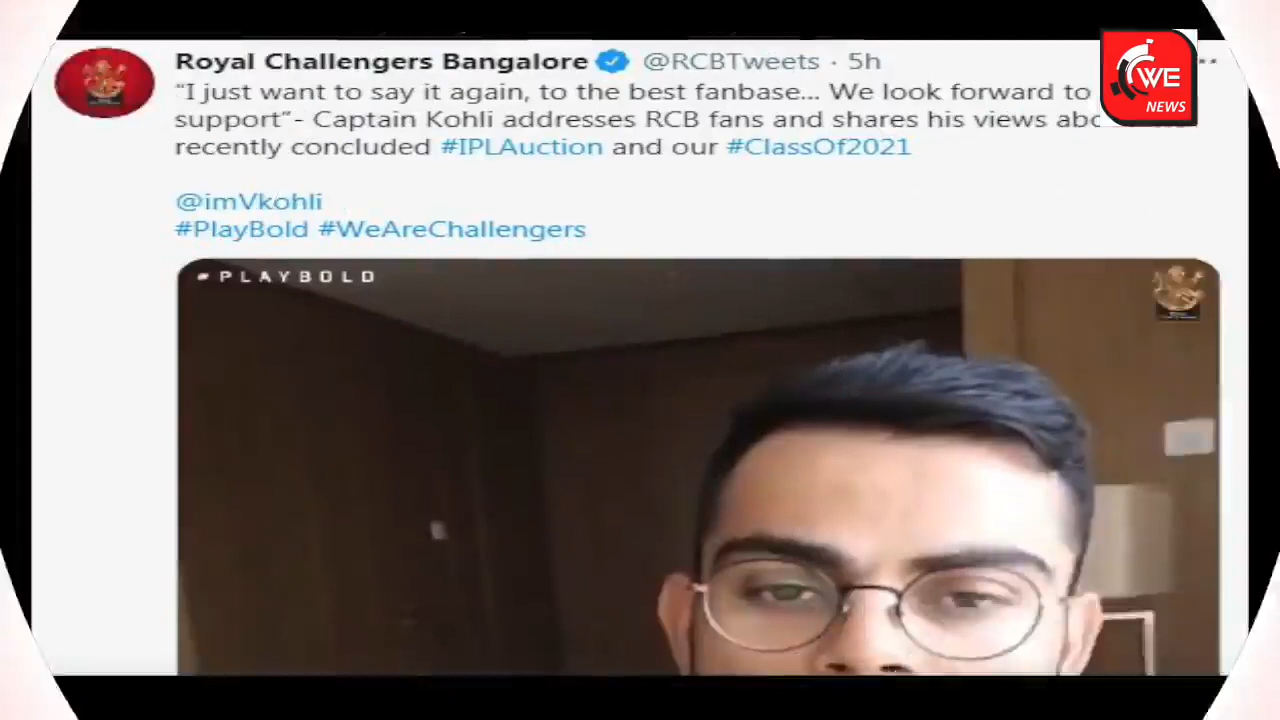 Royal Challengers Bangalore @RCBTweets · 5h
"I just want to say it again, to the best fanbase... We look forward to
support"- Captain Kohli addresses RCB fans and shares his views
recently concluded #IPLAuction and our #ClassOf2021
@imVkohli
#PlayBold #WeAreChallengers
#PLAYBOLD
WE
NEWS